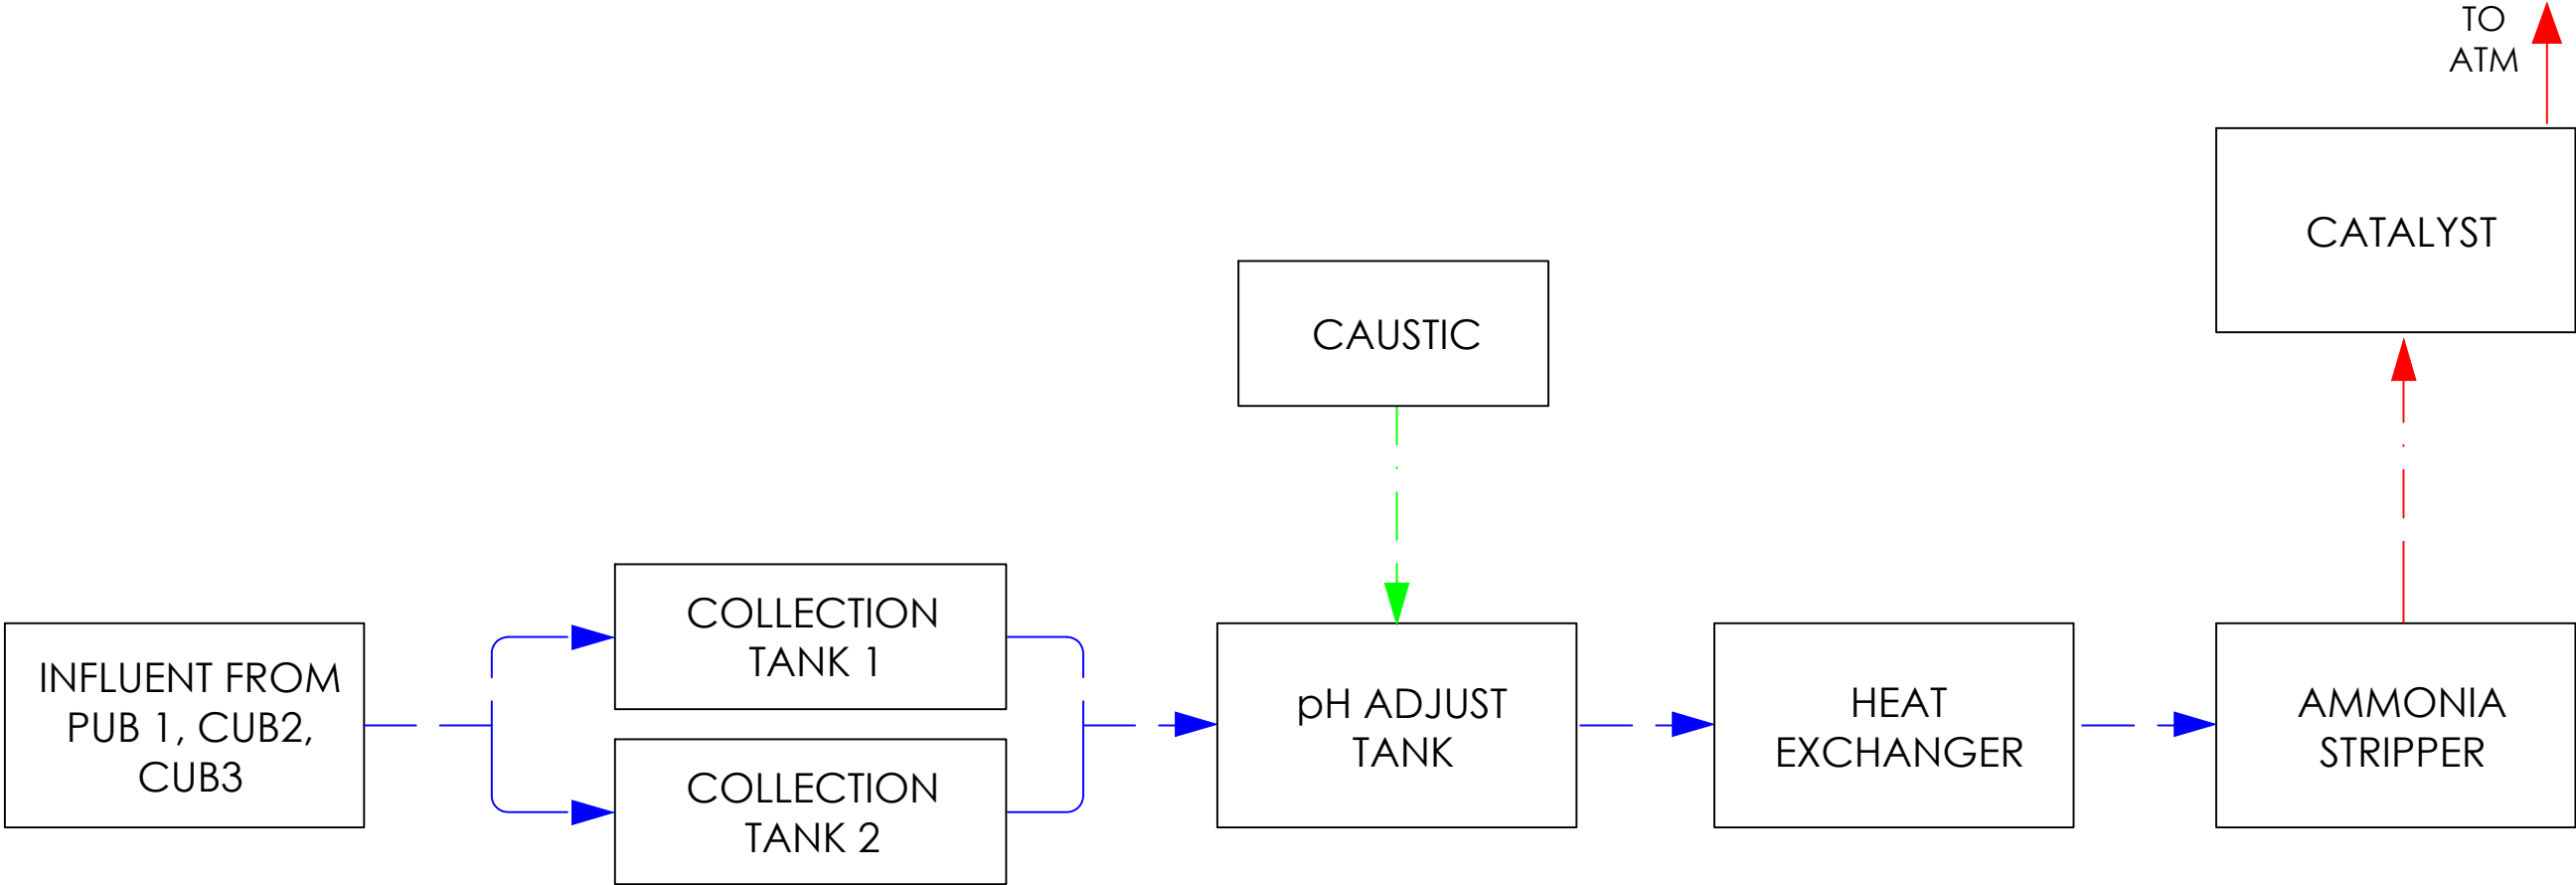 TO
ATM
CATALYST
CAUSTIC
COLLECTION
TANK 1
INFLUENT FROM
PUB 1, CUB2,
CUB3
COLLECTION
TANK 2
pH ADJUST
TANK
HEAT
EXCHANGER
AMMONIA
STRIPPER